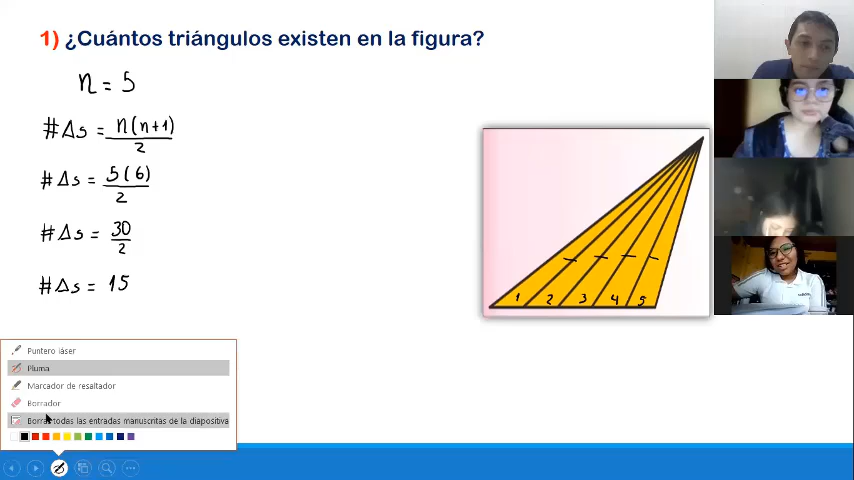 1) ¿Cuántos triángulos existen en la figura?
n = 5
#Δs = n(n+1)/2
#Δs = 5(6)/2
#Δs = 30/2
#Δs = 15
1 2 3 4 5
Puntero láser
Pluma
Marcador de resaltador
Borrador
Borrar todas las entradas manuscritas de la diapositiva